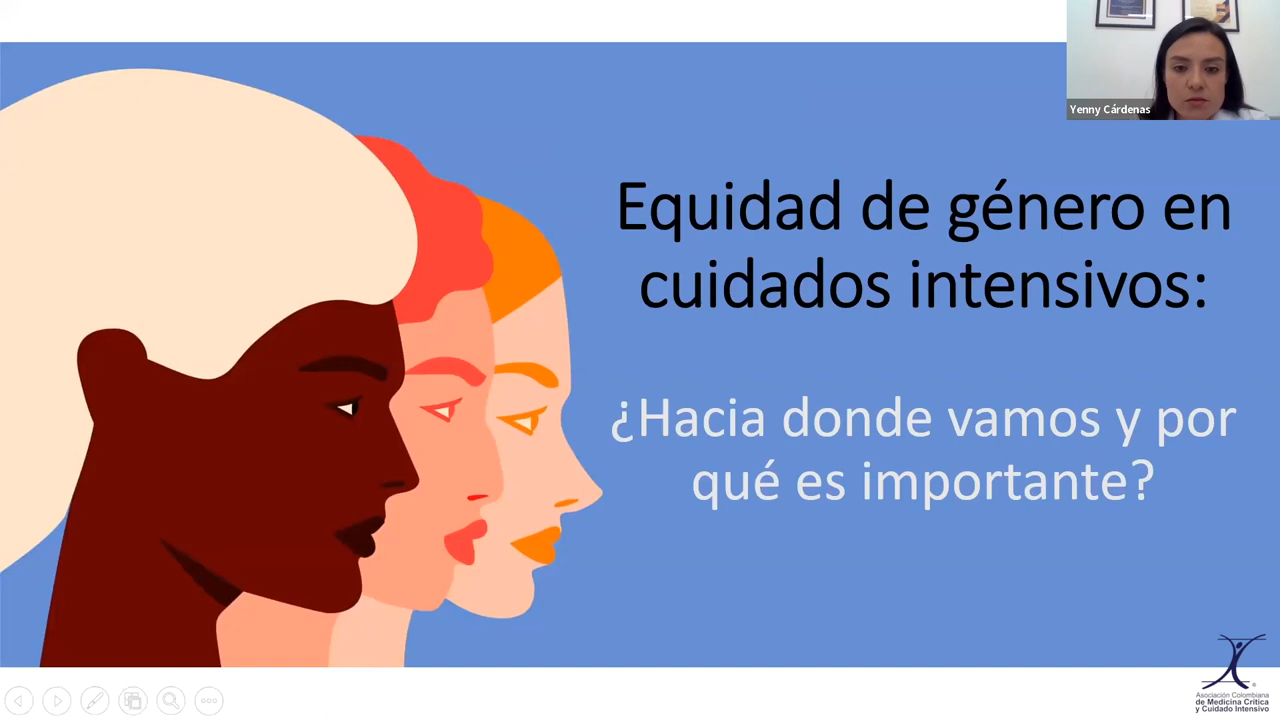 Yenny Cárdenas
Equidad de género en
cuidados intensivos:
¿Hacia donde vamos y por
qué es importante?
Asociación Colombiana
de Medicina Crítica
y Cuidado Intensivo